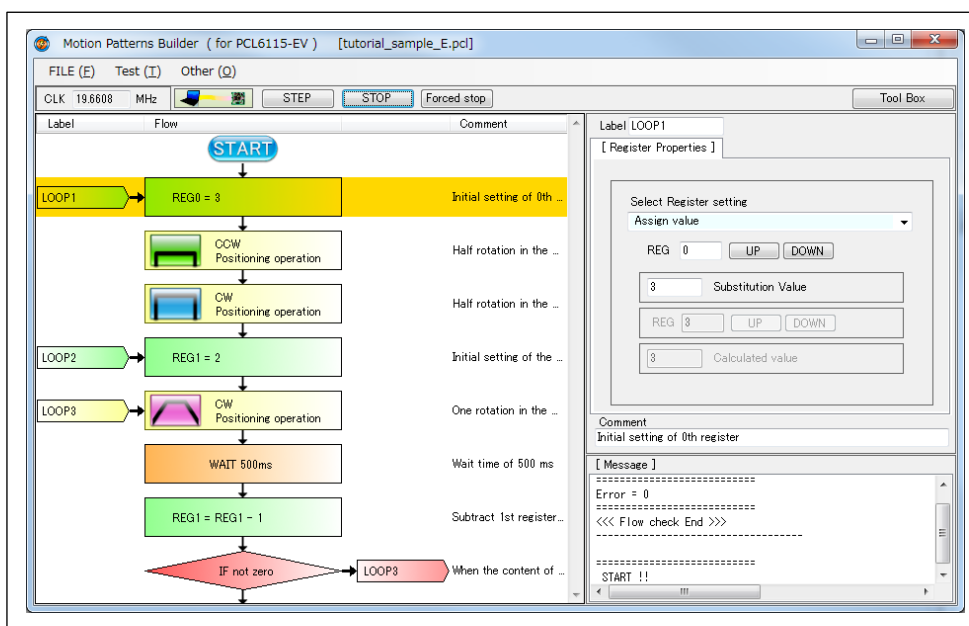 Motion Patterns Builder ( for PCL6115-EV ) [tutorial_sample_E.pcl]
FILE (F) Test (T) Other (O)
CLK 19.6608 MHz STEP STOP Forced stop Tool Box
Label Flow Comment
START
LOOP1 REG0 = 3 Initial setting of 0th ...
CCW
Positioning operation
Half rotation in the ...
CW
Positioning operation
Half rotation in the ...
LOOP2 REG1 = 2 Initial setting of the ...
LOOP3
CW
Positioning operation
One rotation in the ...
WAIT 500ms Wait time of 500 ms
REG1 = REG1 - 1 Subtract 1st register...
IF not zero LOOP3 When the content of ...
Label LOOP1
[ Register Properties ]
Select Register setting
Assign value
REG 0 UP DOWN
3 Substitution Value
REG 3 UP DOWN
3 Calculated value
Comment
Initial setting of 0th register
[ Message ]
===========================
Error = 0
===========================
<<< Flow check End >>>
-----------------------------------
===========================
START !!